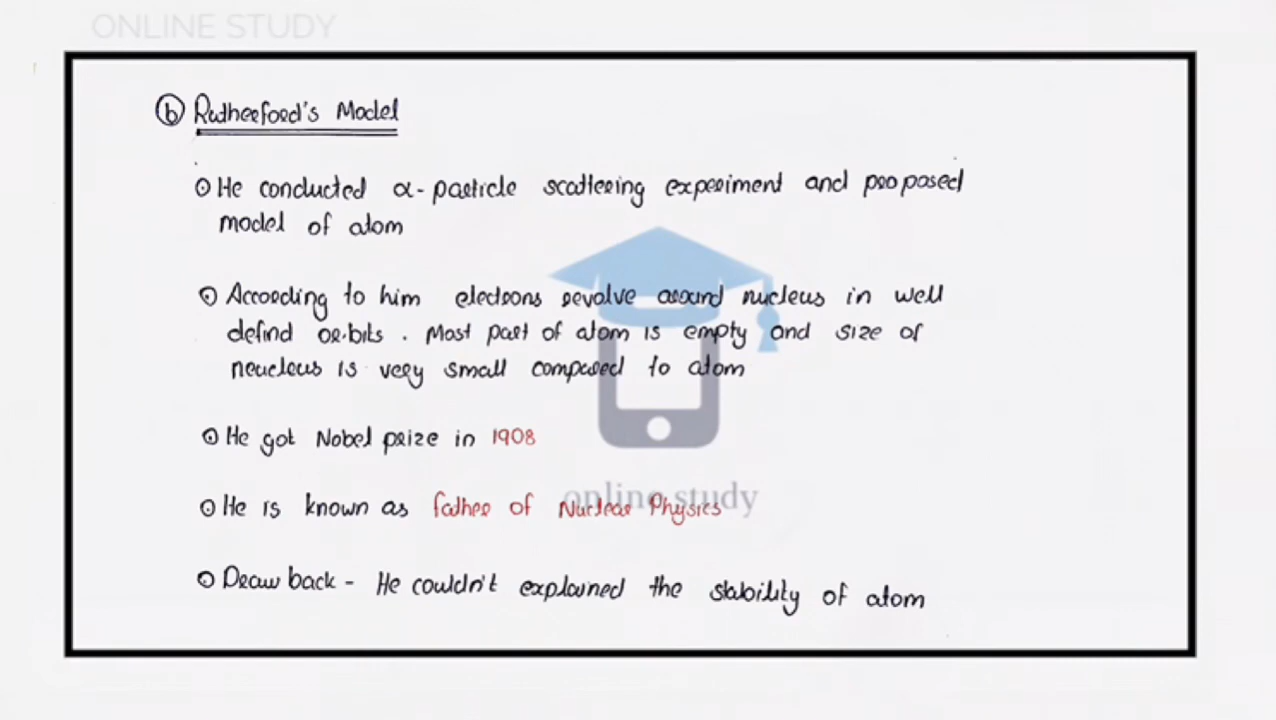 ONLINE STUDY
b Rutherford's Model
He conducted α-particle scattering experiment and proposed
model of atom
According to him electrons revolve around nucleus in well
defind orbits. Most part of atom is empty and size of
neucleus is very small compased to atom
He got Nobel prize in 1908
online study
He is known as father of Nuclear Physics
Draw back - He couldn't explained the stability of atom